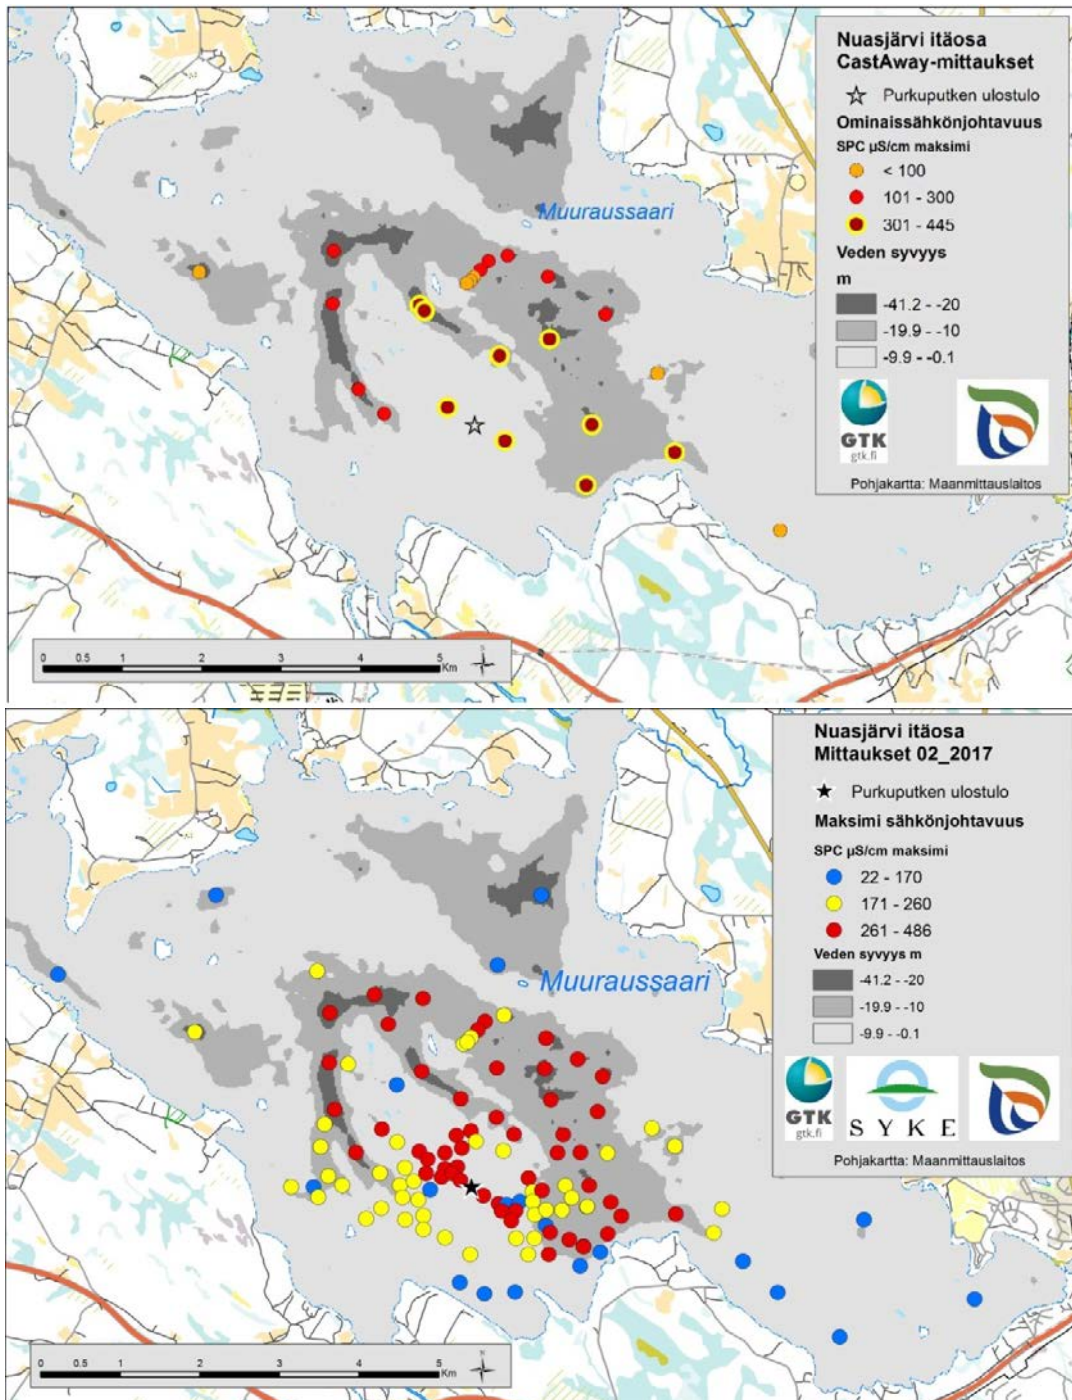 Nuasjärvi itäosa
CastAway-mittaukset
Purkuputken ulostulo
Ominaissähkönjohtavuus
SPC µS/cm maksimi
< 100
101 - 300
301 - 445
Veden syvyys
m
-41.2 - -20
-19.9 - -10
-9.9 - -0.1
GTK
gtk.fi
Pohjakartta: Maanmittauslaitos
Muuraussaari
0 0.5 1 2 3 4 5
Km
N
Nuasjärvi itäosa
Mittaukset 02_2017
Purkuputken ulostulo
Maksimi sähkönjohtavuus
SPC µS/cm maksimi
22 - 170
171 - 260
261 - 486
Veden syvyys m
-41.2 - -20
-19.9 - -10
-9.9 - -0.1
GTK
gtk.fi
SYKE
Pohjakartta: Maanmittauslaitos
Muuraussaari
0 0.5 1 2 3 4 5
Km
N